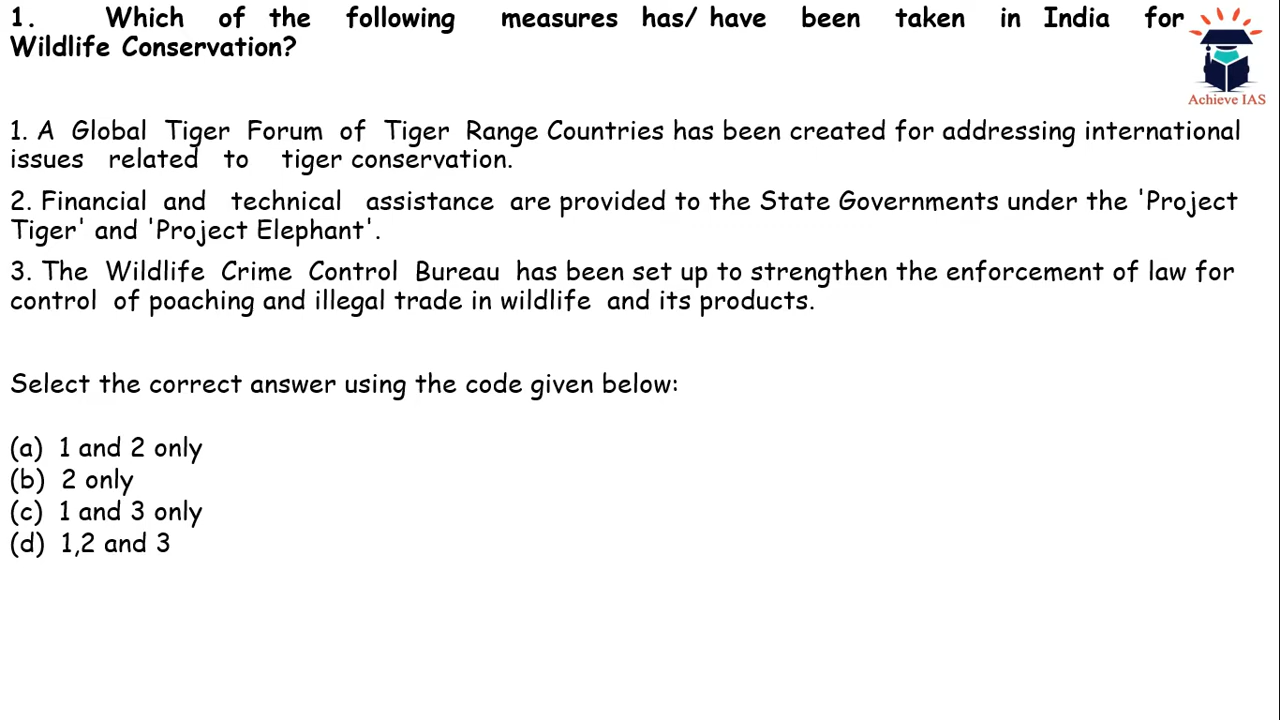 1. Which of the following measures has/ have been taken in India for
Wildlife Conservation?
Achieve IAS
1. A Global Tiger Forum of Tiger Range Countries has been created for addressing international
issues related to tiger conservation.
2. Financial and technical assistance are provided to the State Governments under the 'Project
Tiger' and 'Project Elephant'.
3. The Wildlife Crime Control Bureau has been set up to strengthen the enforcement of law for
control of poaching and illegal trade in wildlife and its products.
Select the correct answer using the code given below:
(a) 1 and 2 only
(b) 2 only
(c) 1 and 3 only
(d) 1,2 and 3